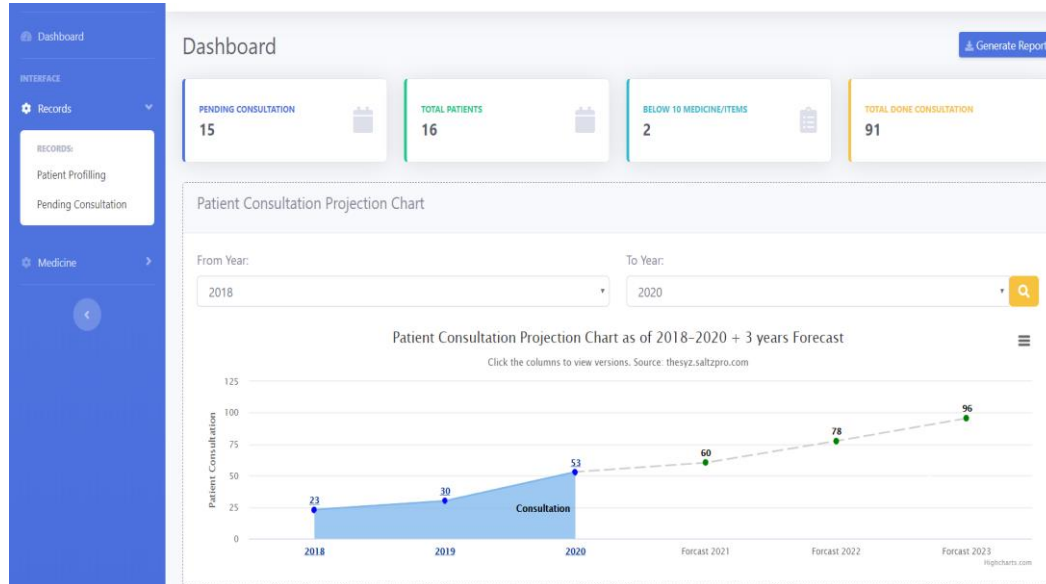 Dashboard
INTERFACE
Records
RECORDS:
Patient Profilling
Pending Consultation
Medicine
Dashboard
Generate Report
PENDING CONSULTATION
15
TOTAL PATIENTS
16
BELOW 10 MEDICINE/ITEMS
2
TOTAL DONE CONSULTATION
91
Patient Consultation Projection Chart
From Year:
2018
To Year:
2020
Patient Consultation Projection Chart as of 2018-2020 + 3 years Forecast
Click the columns to view versions. Source: thesyz.saltzpro.com
Patient Consultation
125
100
75
50
25
0
23
30
53
60
78
96
Consultation
2018
2019
2020
Forcast 2021
Forcast 2022
Forcast 2023
Highcharts.com